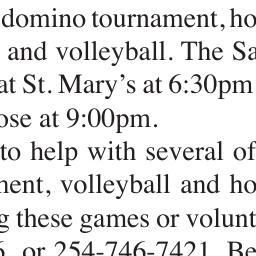 domino tournament, ho
and volleyball. The Sa
at St. Mary’s at 6:30pm
ose at 9:00pm.
to help with several of
ment, volleyball and ho
g these games or volunt
6, or 254-746-7421. Be